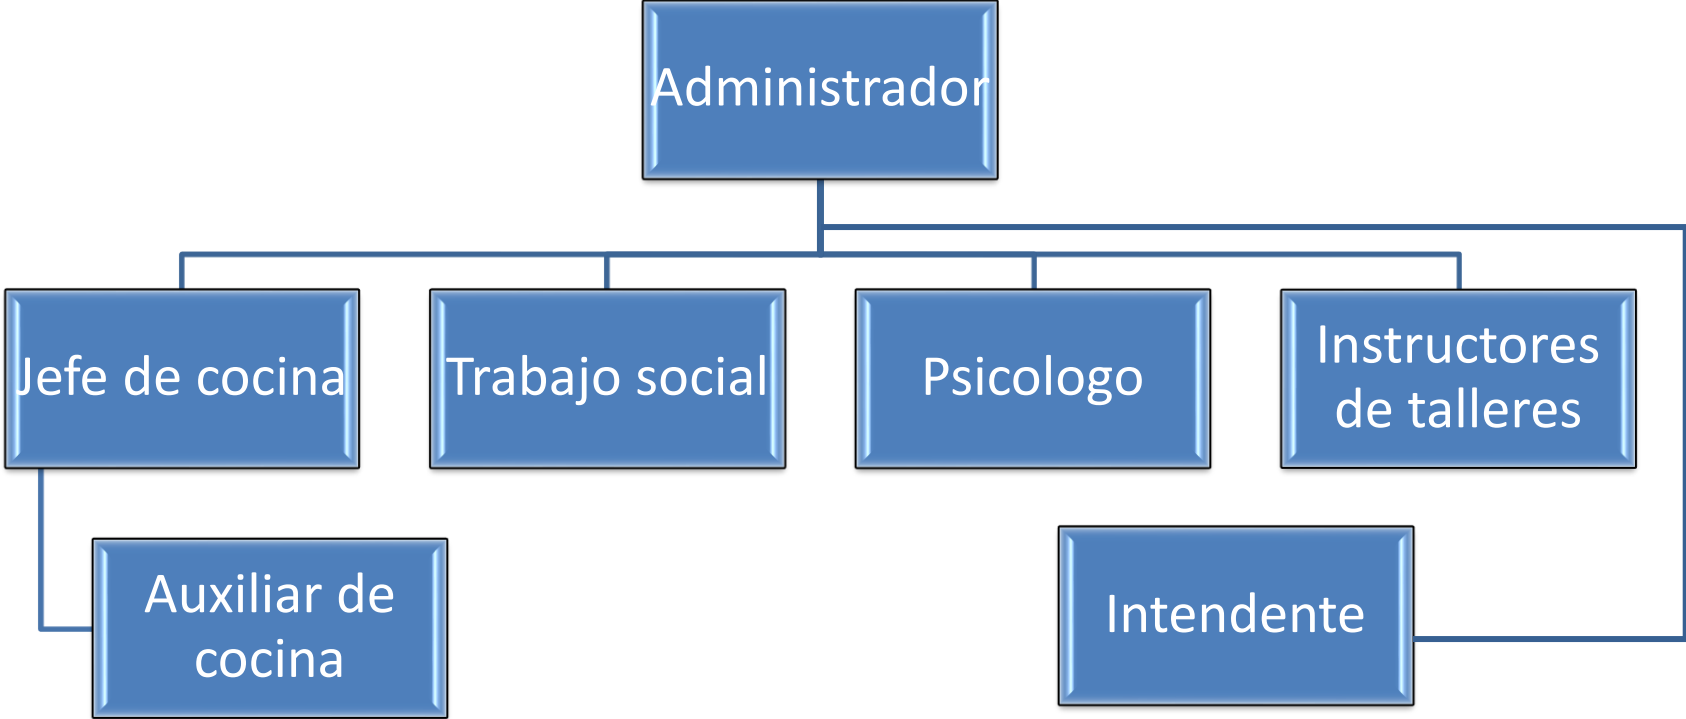 Administrador
Jefe de cocina
Trabajo social
Psicologo
Instructores
de talleres
Auxiliar de
cocina
Intendente